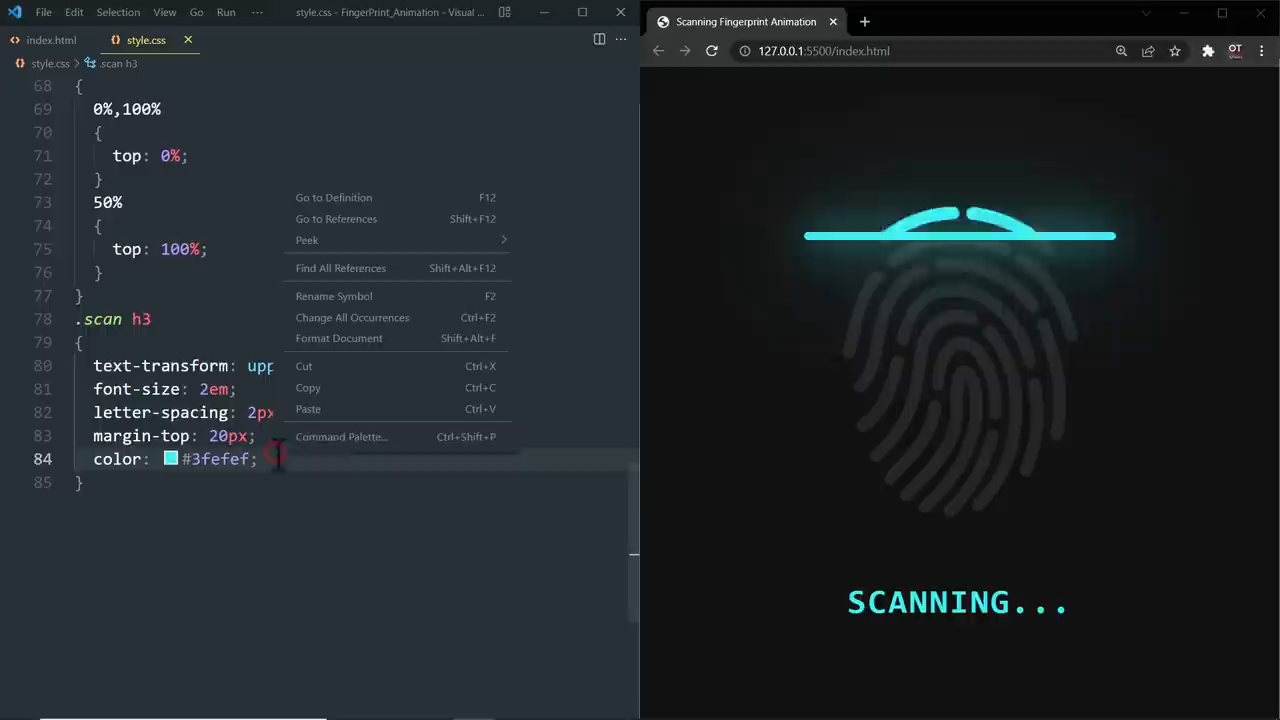 File Edit Selection View Go Run ··· style.css - FingerPrint_Animation - Visual ...
index.html style.css
style.css > .scan h3
68 {
69 0%,100%
70 {
71 top: 0%;
72 }
73 50%
74 {
75 top: 100%;
76 }
77 }
78 .scan h3
79 {
80 text-transform: upp
81 font-size: 2em;
82 letter-spacing: 2px
83 margin-top: 20px;
84 color: #3fefef;
85 }
Go to Definition F12
Go to References Shift+F12
Peek
Find All References Shift+Alt+F12
Rename Symbol F2
Change All Occurrences Ctrl+F2
Format Document Shift+Alt+F
Cut Ctrl+X
Copy Ctrl+C
Paste Ctrl+V
Command Palette... Ctrl+Shift+P
Scanning Fingerprint Animation
127.0.0.1:5500/index.html
OT
SCANNING...